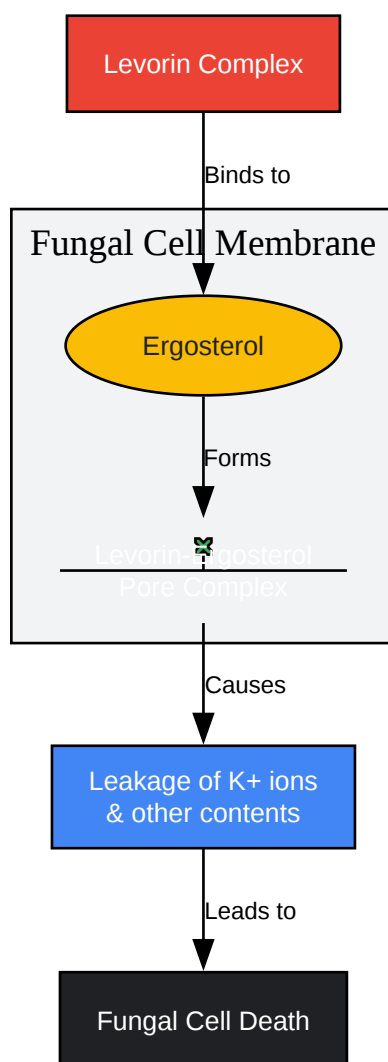 Levorin Complex
Binds to
Fungal Cell Membrane
Ergosterol
Forms
Levorin-Ergosterol
Pore Complex
Causes
Leakage of K+ ions
& other contents
Leads to
Fungal Cell Death